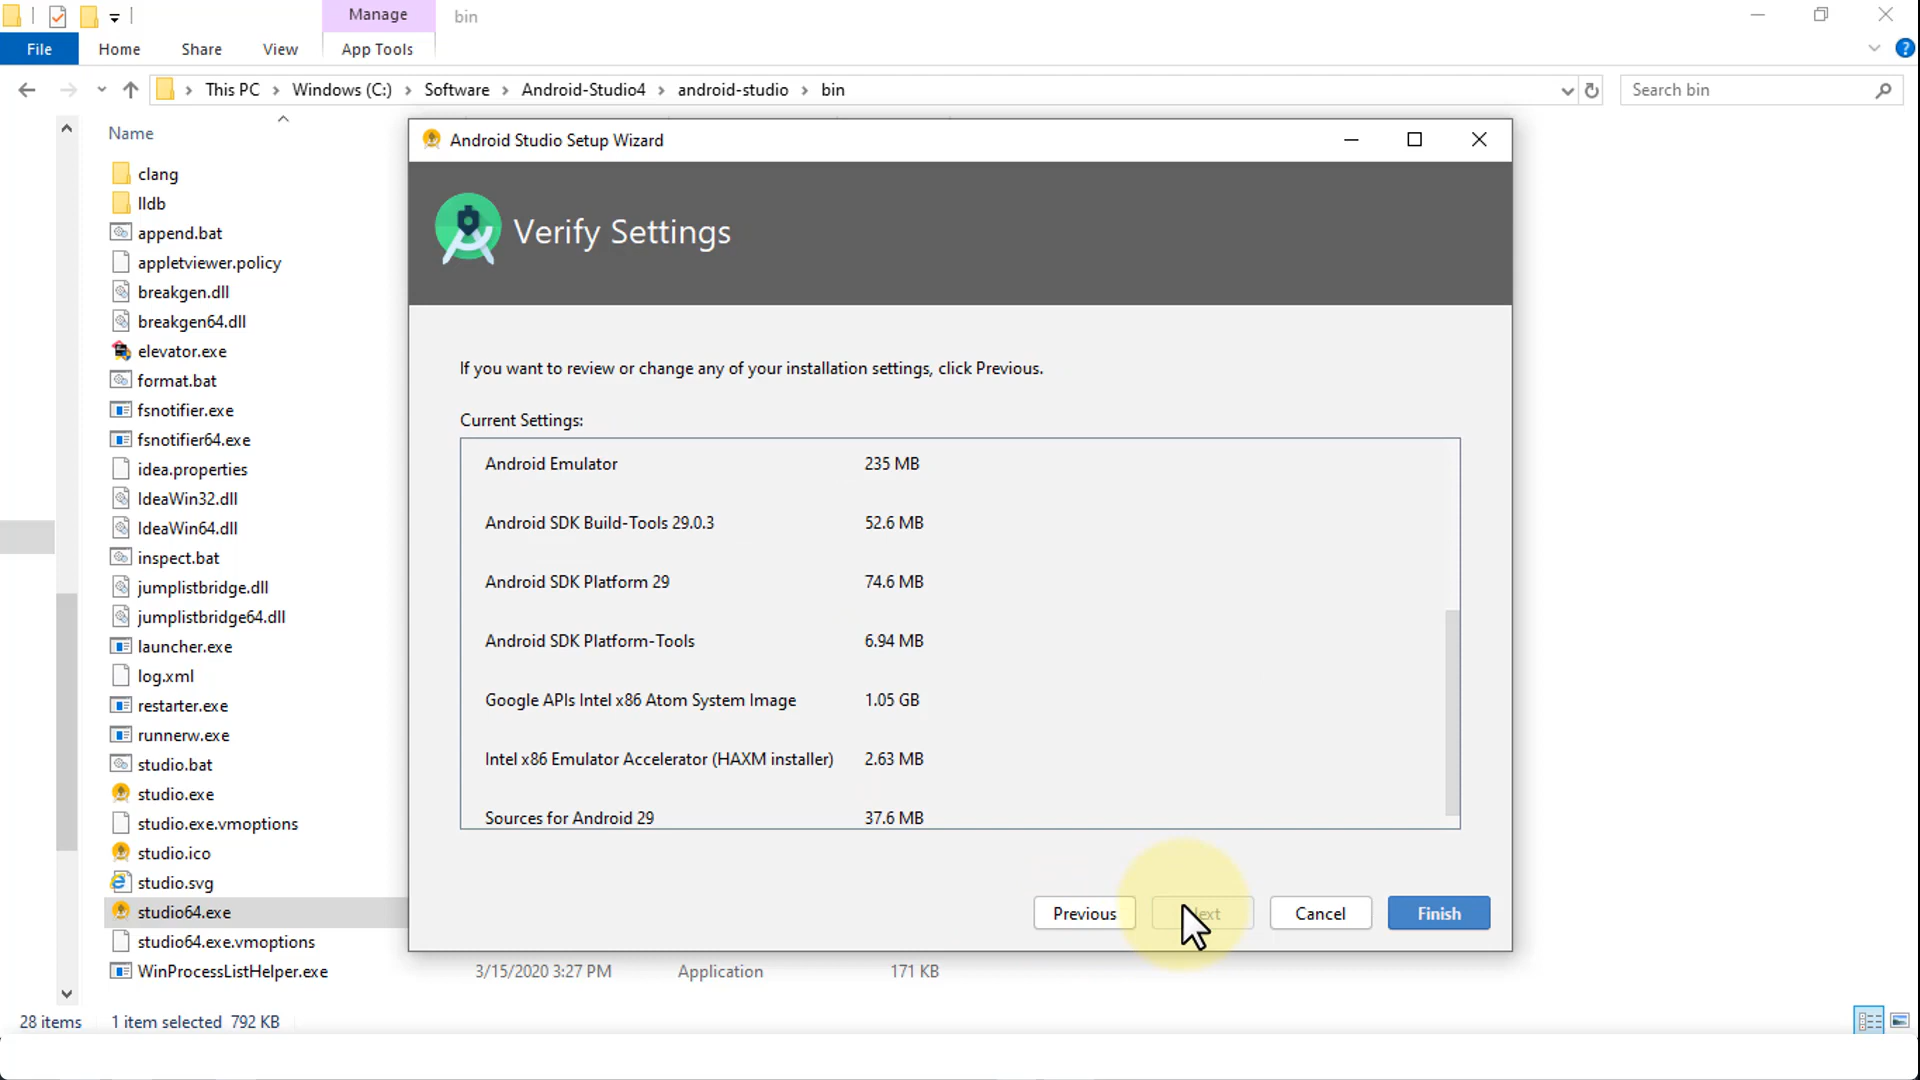 Manage
bin
File
Home
Share
View
App Tools
This PC
Windows (C:)
Software
Android-Studio4
android-studio
bin
Search bin
Name
clang
lldb
append.bat
appletviewer.policy
breakgen.dll
breakgen64.dll
elevator.exe
format.bat
fsnotifier.exe
fsnotifier64.exe
idea.properties
IdeaWin32.dll
IdeaWin64.dll
inspect.bat
jumplistbridge.dll
jumplistbridge64.dll
launcher.exe
log.xml
restarter.exe
runnerw.exe
studio.bat
studio.exe
studio.exe.vmoptions
studio.ico
studio.svg
studio64.exe
studio64.exe.vmoptions
WinProcessListHelper.exe 3/15/2020 3:27 PM Application 171 KB
28 items 1 item selected 792 KB
Android Studio Setup Wizard
Verify Settings
If you want to review or change any of your installation settings, click Previous.
Current Settings:
Android Emulator 235 MB
Android SDK Build-Tools 29.0.3 52.6 MB
Android SDK Platform 29 74.6 MB
Android SDK Platform-Tools 6.94 MB
Google APIs Intel x86 Atom System Image 1.05 GB
Intel x86 Emulator Accelerator (HAXM installer) 2.63 MB
Sources for Android 29 37.6 MB
Previous
Cancel
Finish